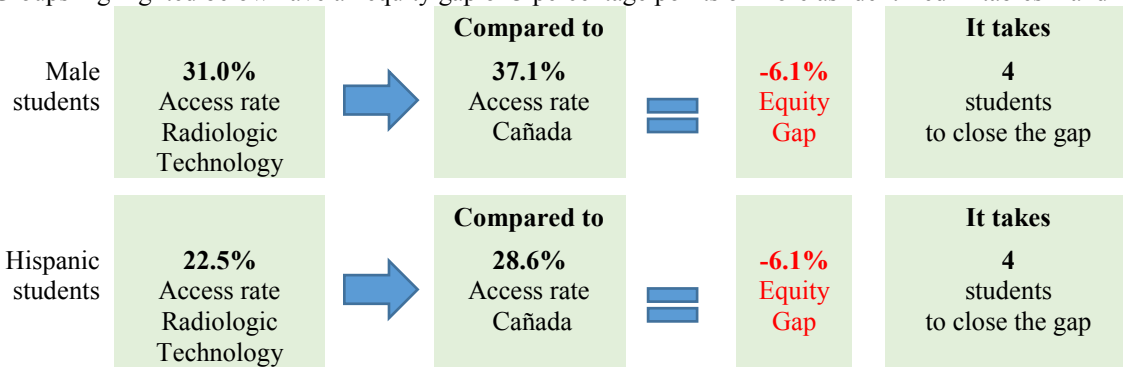 Compared to It takes
Male 31.0% 37.1% -6.1% 4
students Access rate Access rate Equity students
Radiologic Cañada Gap to close the gap
Technology
Compared to It takes
Hispanic 22.5% 28.6% -6.1% 4
students Access rate Access rate Equity students
Radiologic Cañada Gap to close the gap
Technology